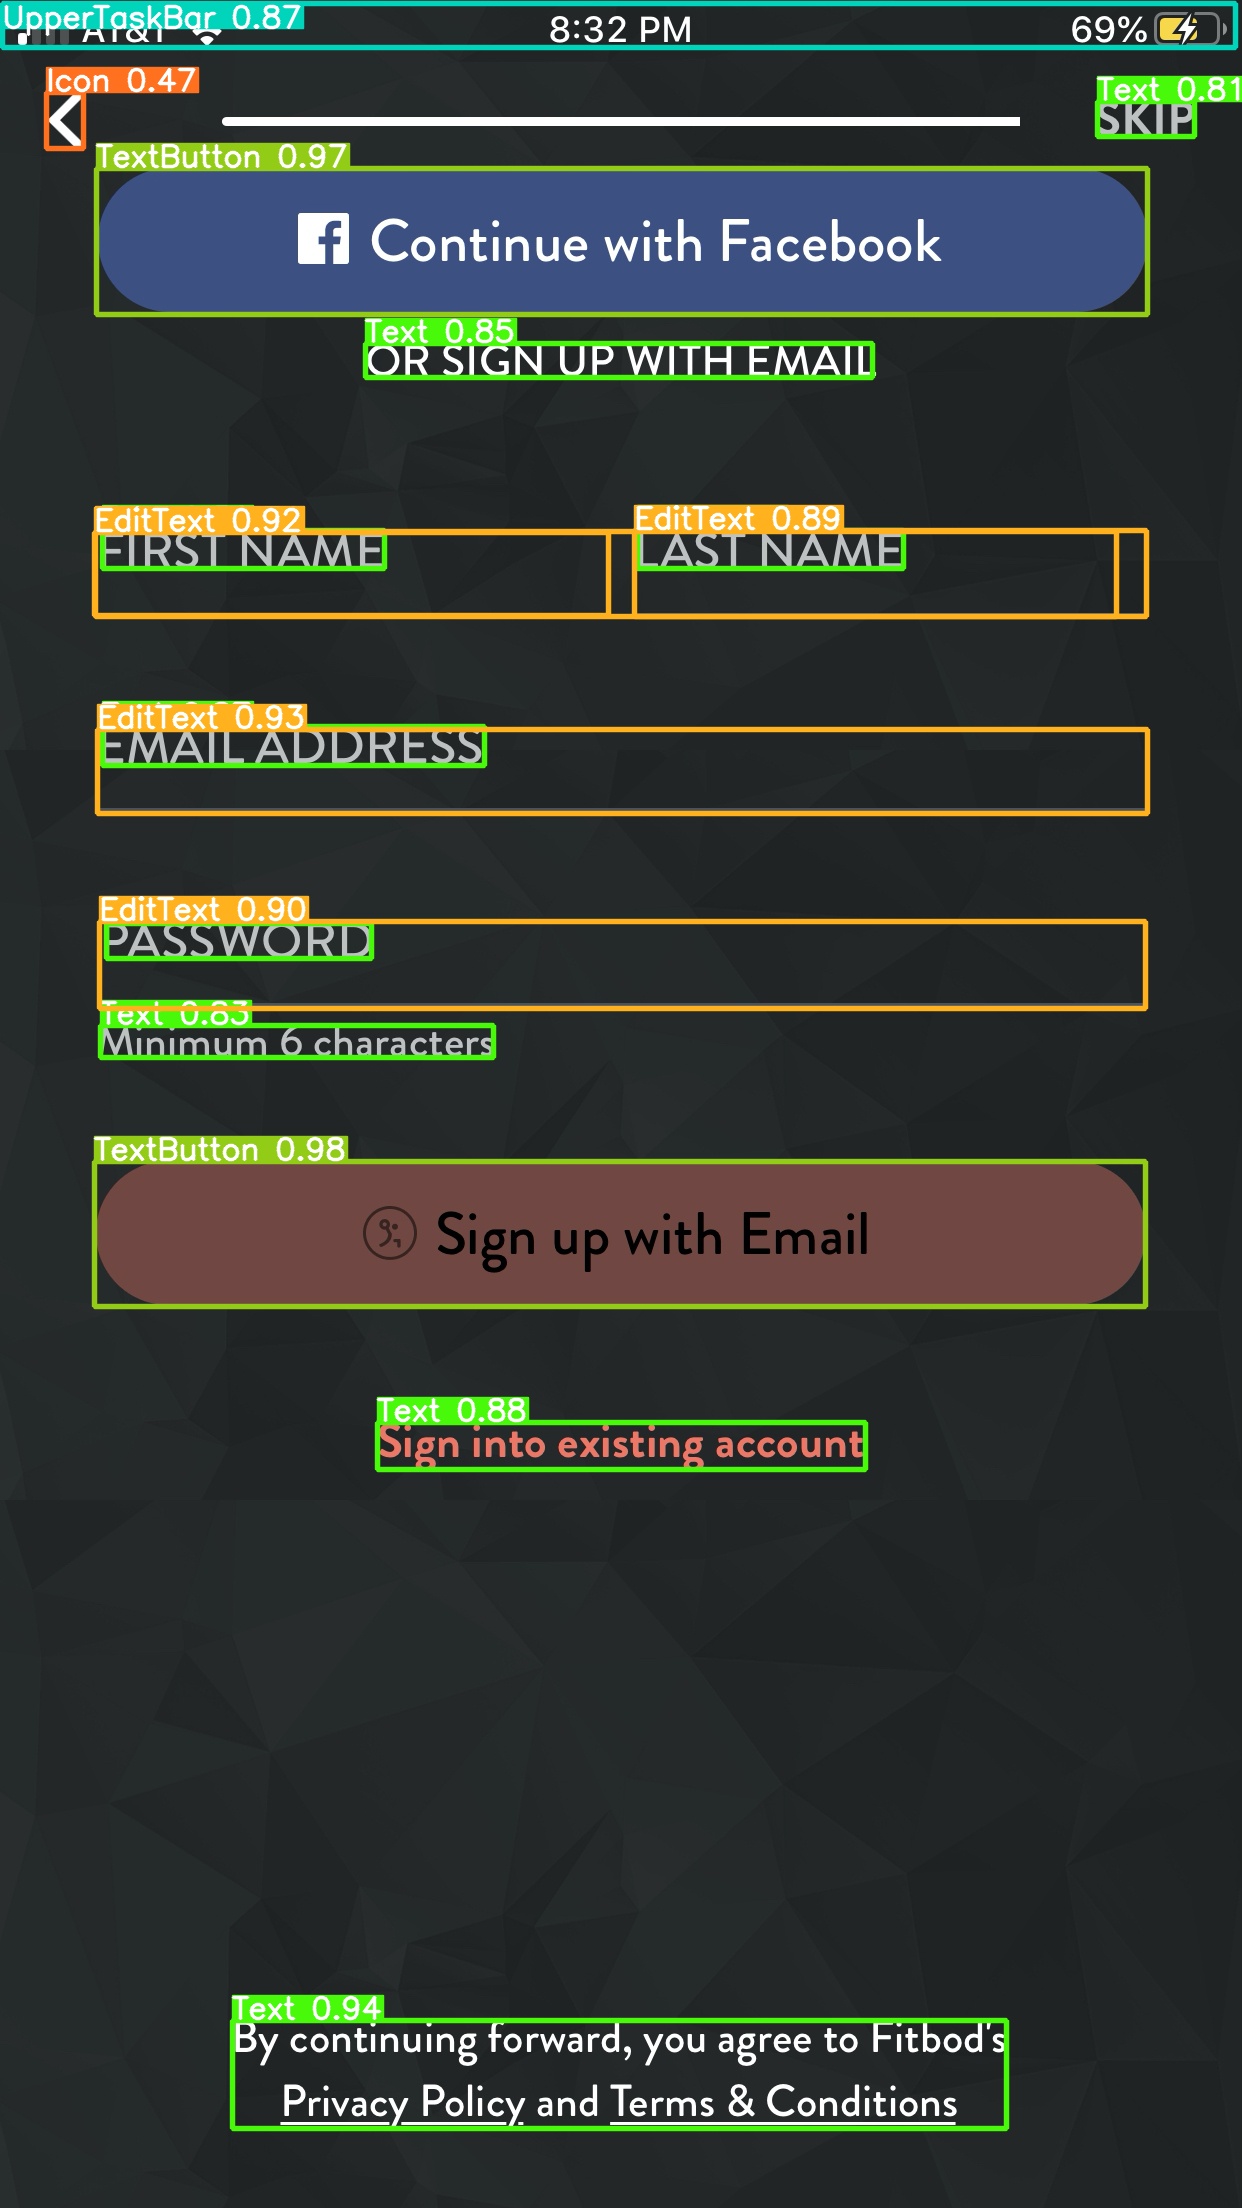 UpperTaskBar 0.87
AT&T 8:32 PM 69%
Icon 0.47
Text 0.81
SKIP
TextButton 0.97
Continue with Facebook
Text 0.85
OR SIGN UP WITH EMAIL
EditText 0.92 EditText 0.89
FIRST NAME LAST NAME
EditText 0.93
EMAIL ADDRESS
EditText 0.90
PASSWORD
Text 0.83
Minimum 6 characters
TextButton 0.98
Sign up with Email
Text 0.88
Sign into existing account
Text 0.94
By continuing forward, you agree to Fitbod's
Privacy Policy and Terms & Conditions